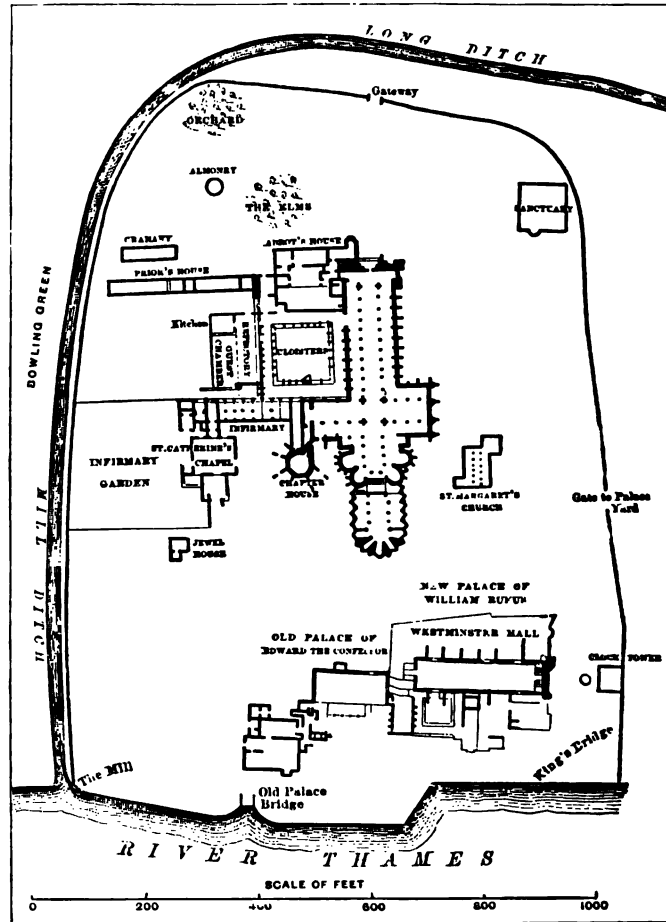 LONG DITCH
Gateway
ORCHARD
ALMONRY
THE ELMS
SANCTUARY
GRANARY
ABBOT'S HOUSE
PRIOR'S HOUSE
BOWLING GREEN
Kitchen
REFECTORY
GUEST
CHAMBER
CLOISTERS
INFIRMARY
ST. CATHERINE'S
CHAPEL
INFIRMARY
GARDEN
CHAPTER
HOUSE
ST. MARGARET'S
CHURCH
Gate to Palace
Yard
MILL DITCH
JEWEL
HOUSE
NEW PALACE OF
WILLIAM RUFUS
WESTMINSTER HALL
OLD PALACE OF
EDWARD THE CONFESSOR
CLOCK TOWER
The Mill
King's Bridge
Old Palace
Bridge
RIVER THAMES
SCALE OF FEET
0 200 400 600 800 1000